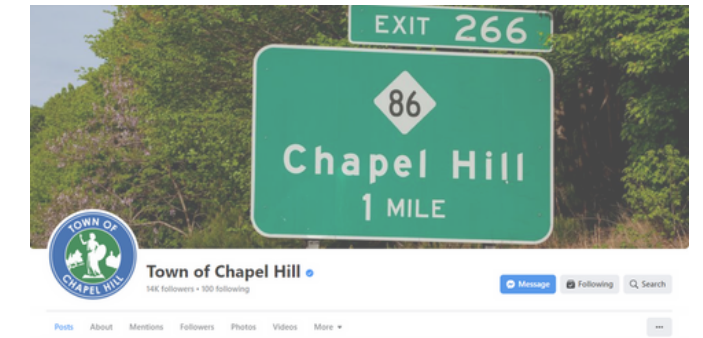 EXIT 266
86
Chapel Hill
1 MILE
TOWN OF
CHAPEL HILL
Town of Chapel Hill
14K followers • 100 following
Message
Following
Search
Posts About Mentions Followers Photos Videos More